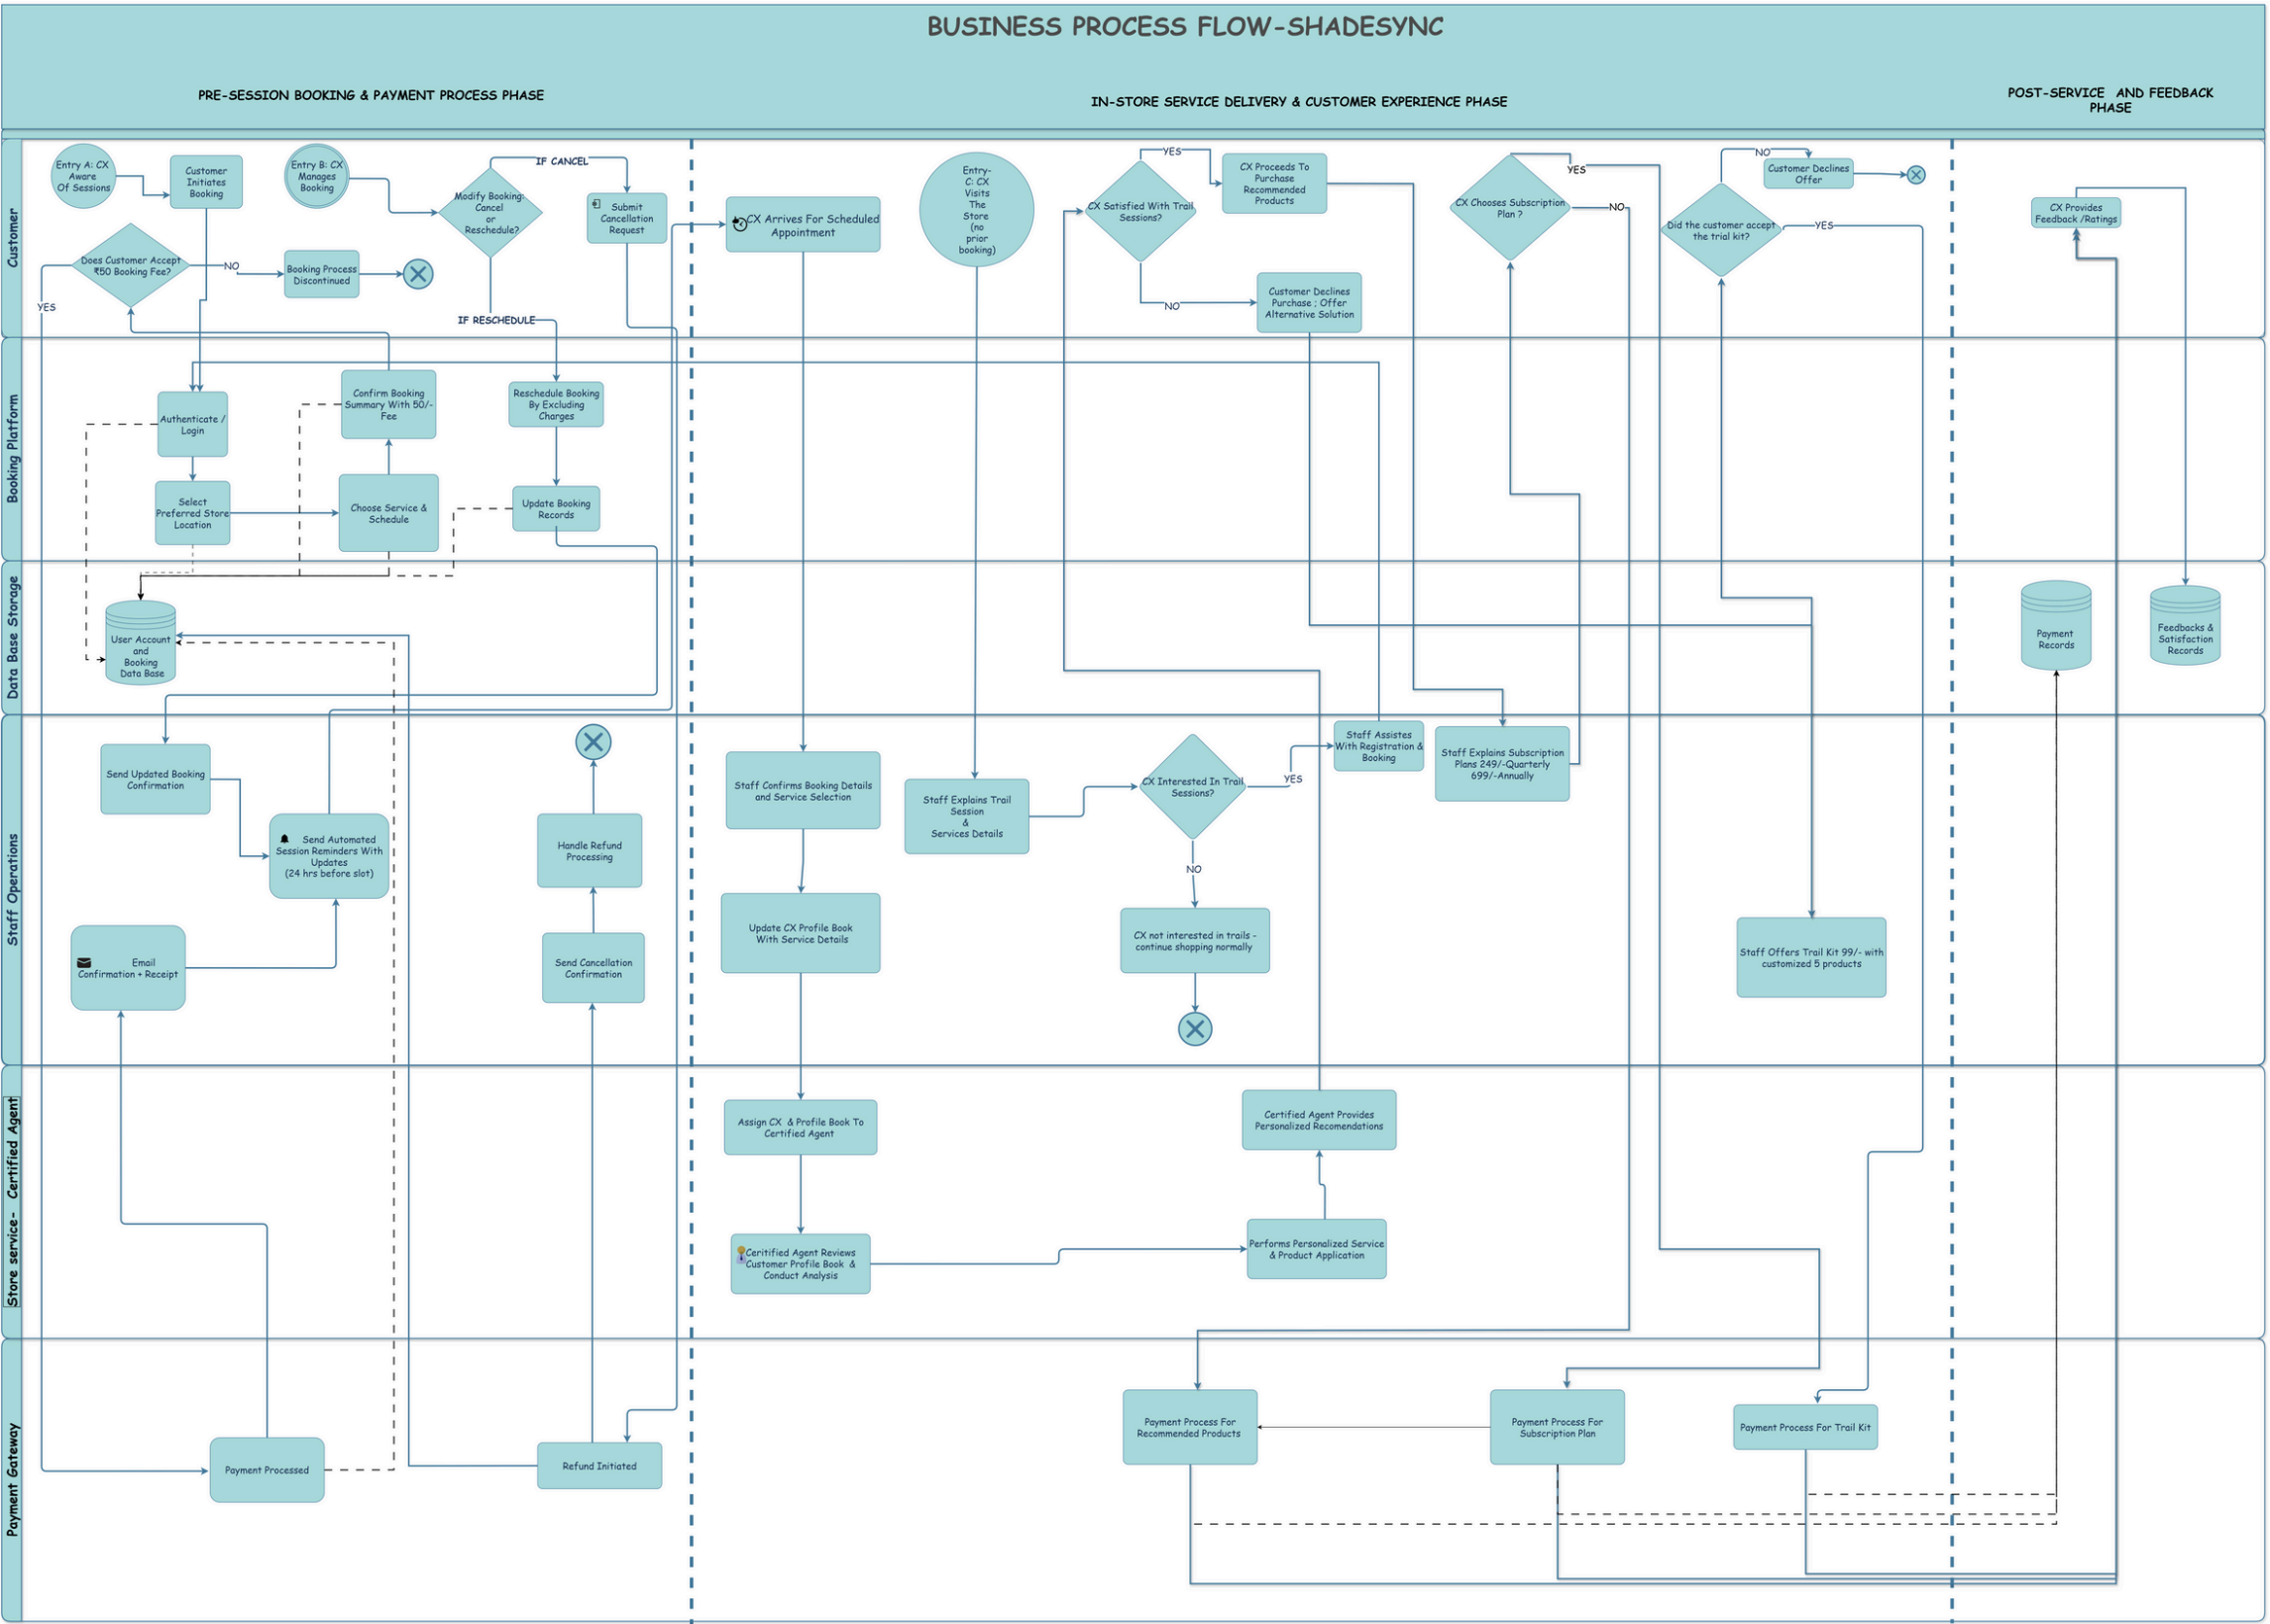 BUSINESS PROCESS FLOW-SHADESYNC
PRE-SESSION BOOKING & PAYMENT PROCESS PHASE
IN-STORE SERVICE DELIVERY & CUSTOMER EXPERIENCE PHASE
POST-SERVICE AND FEEDBACK
PHASE
Customer
Entry A: CX
Aware
Of Sessions
Customer
Initiates
Booking
Entry B: CX
Manages
Booking
Modify Booking:
Cancel
or
Reschedule?
IF CANCEL
Submit
Cancellation
Request
Does Customer Accept
₹50 Booking Fee?
NO
Booking Process
Discontinued
YES
IF RESCHEDULE
CX Arrives For Scheduled
Appointment
Entry-
C: CX
Visits
The
Store
(no
prior
booking)
CX Satisfied With Trail
Sessions?
YES
CX Proceeds To
Purchase
Recommended
Products
NO
Customer Declines
Purchase ; Offer
Alternative Solution
CX Chooses Subscription
Plan ?
YES
NO
Did the customer accept
the trial kit?
NO
Customer Declines
Offer
YES
CX Provides
Feedback /Ratings
Booking Platform
Authenticate /
Login
Confirm Booking
Summary With 50/-
Fee
Reschedule Booking
By Excluding
Charges
Select
Preferred Store
Location
Choose Service &
Schedule
Update Booking
Records
Data Base Storage
User Account
and
Booking
Data Base
Payment
Records
Feedbacks &
Satisfaction
Records
Staff Operations
Send Updated Booking
Confirmation
Send Automated
Session Reminders With
Updates
(24 hrs before slot)
Email
Confirmation + Receipt
Handle Refund
Processing
Send Cancellation
Confirmation
Staff Confirms Booking Details
and Service Selection
Update CX Profile Book
With Service Details
Staff Explains Trail
Session
&
Services Details
CX Interested In Trail
Sessions?
YES
NO
CX not interested in trails -
continue shopping normally
Staff Assistes
With Registration &
Booking
Staff Explains Subscription
Plans 249/-Quarterly
699/-Annually
Staff Offers Trail Kit 99/- with
customized 5 products
Store service- Certified Agent
Assign CX & Profile Book To
Certified Agent
Ceritified Agent Reviews
Customer Profile Book &
Conduct Analysis
Certified Agent Provides
Personalized Recomendations
Performs Personalized Service
& Product Application
Payment Gateway
Payment Processed
Refund Initiated
Payment Process For
Recommended Products
Payment Process For
Subscription Plan
Payment Process For Trail Kit